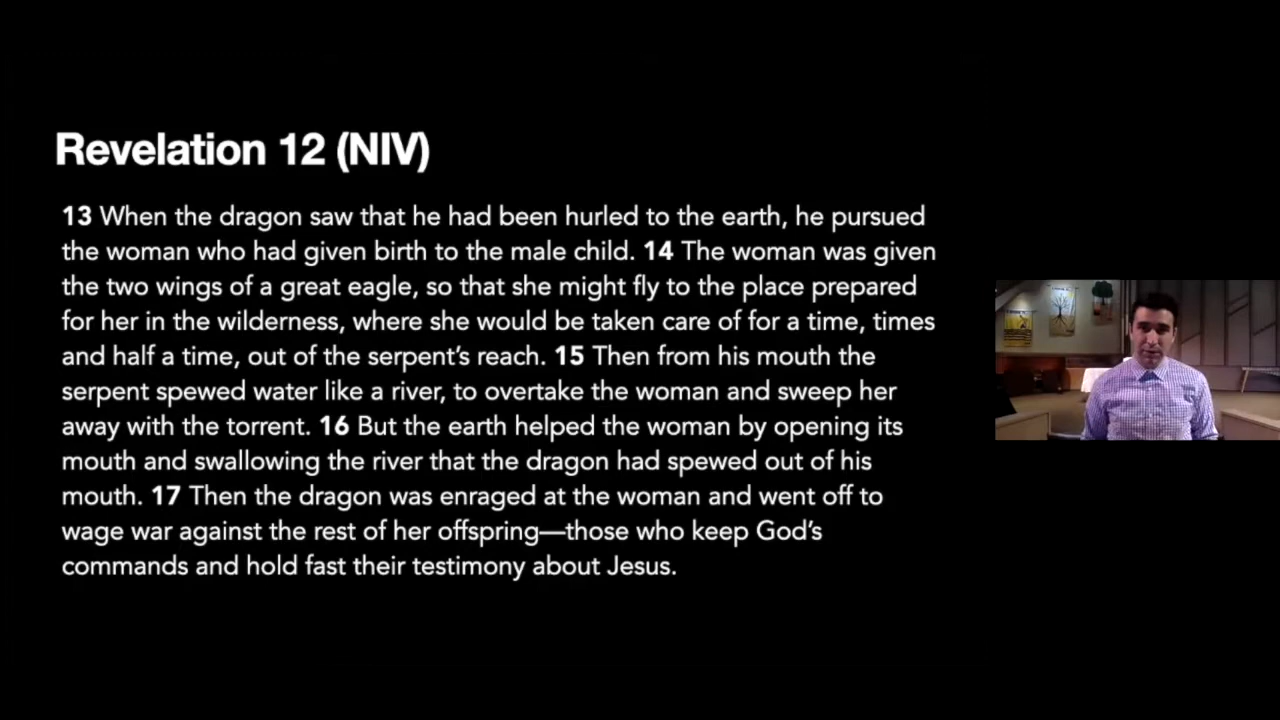 Revelation 12 (NIV)
13 When the dragon saw that he had been hurled to the earth, he pursued
the woman who had given birth to the male child. 14 The woman was given
the two wings of a great eagle, so that she might fly to the place prepared
for her in the wilderness, where she would be taken care of for a time, times
and half a time, out of the serpent’s reach. 15 Then from his mouth the
serpent spewed water like a river, to overtake the woman and sweep her
away with the torrent. 16 But the earth helped the woman by opening its
mouth and swallowing the river that the dragon had spewed out of his
mouth. 17 Then the dragon was enraged at the woman and went off to
wage war against the rest of her offspring—those who keep God’s
commands and hold fast their testimony about Jesus.